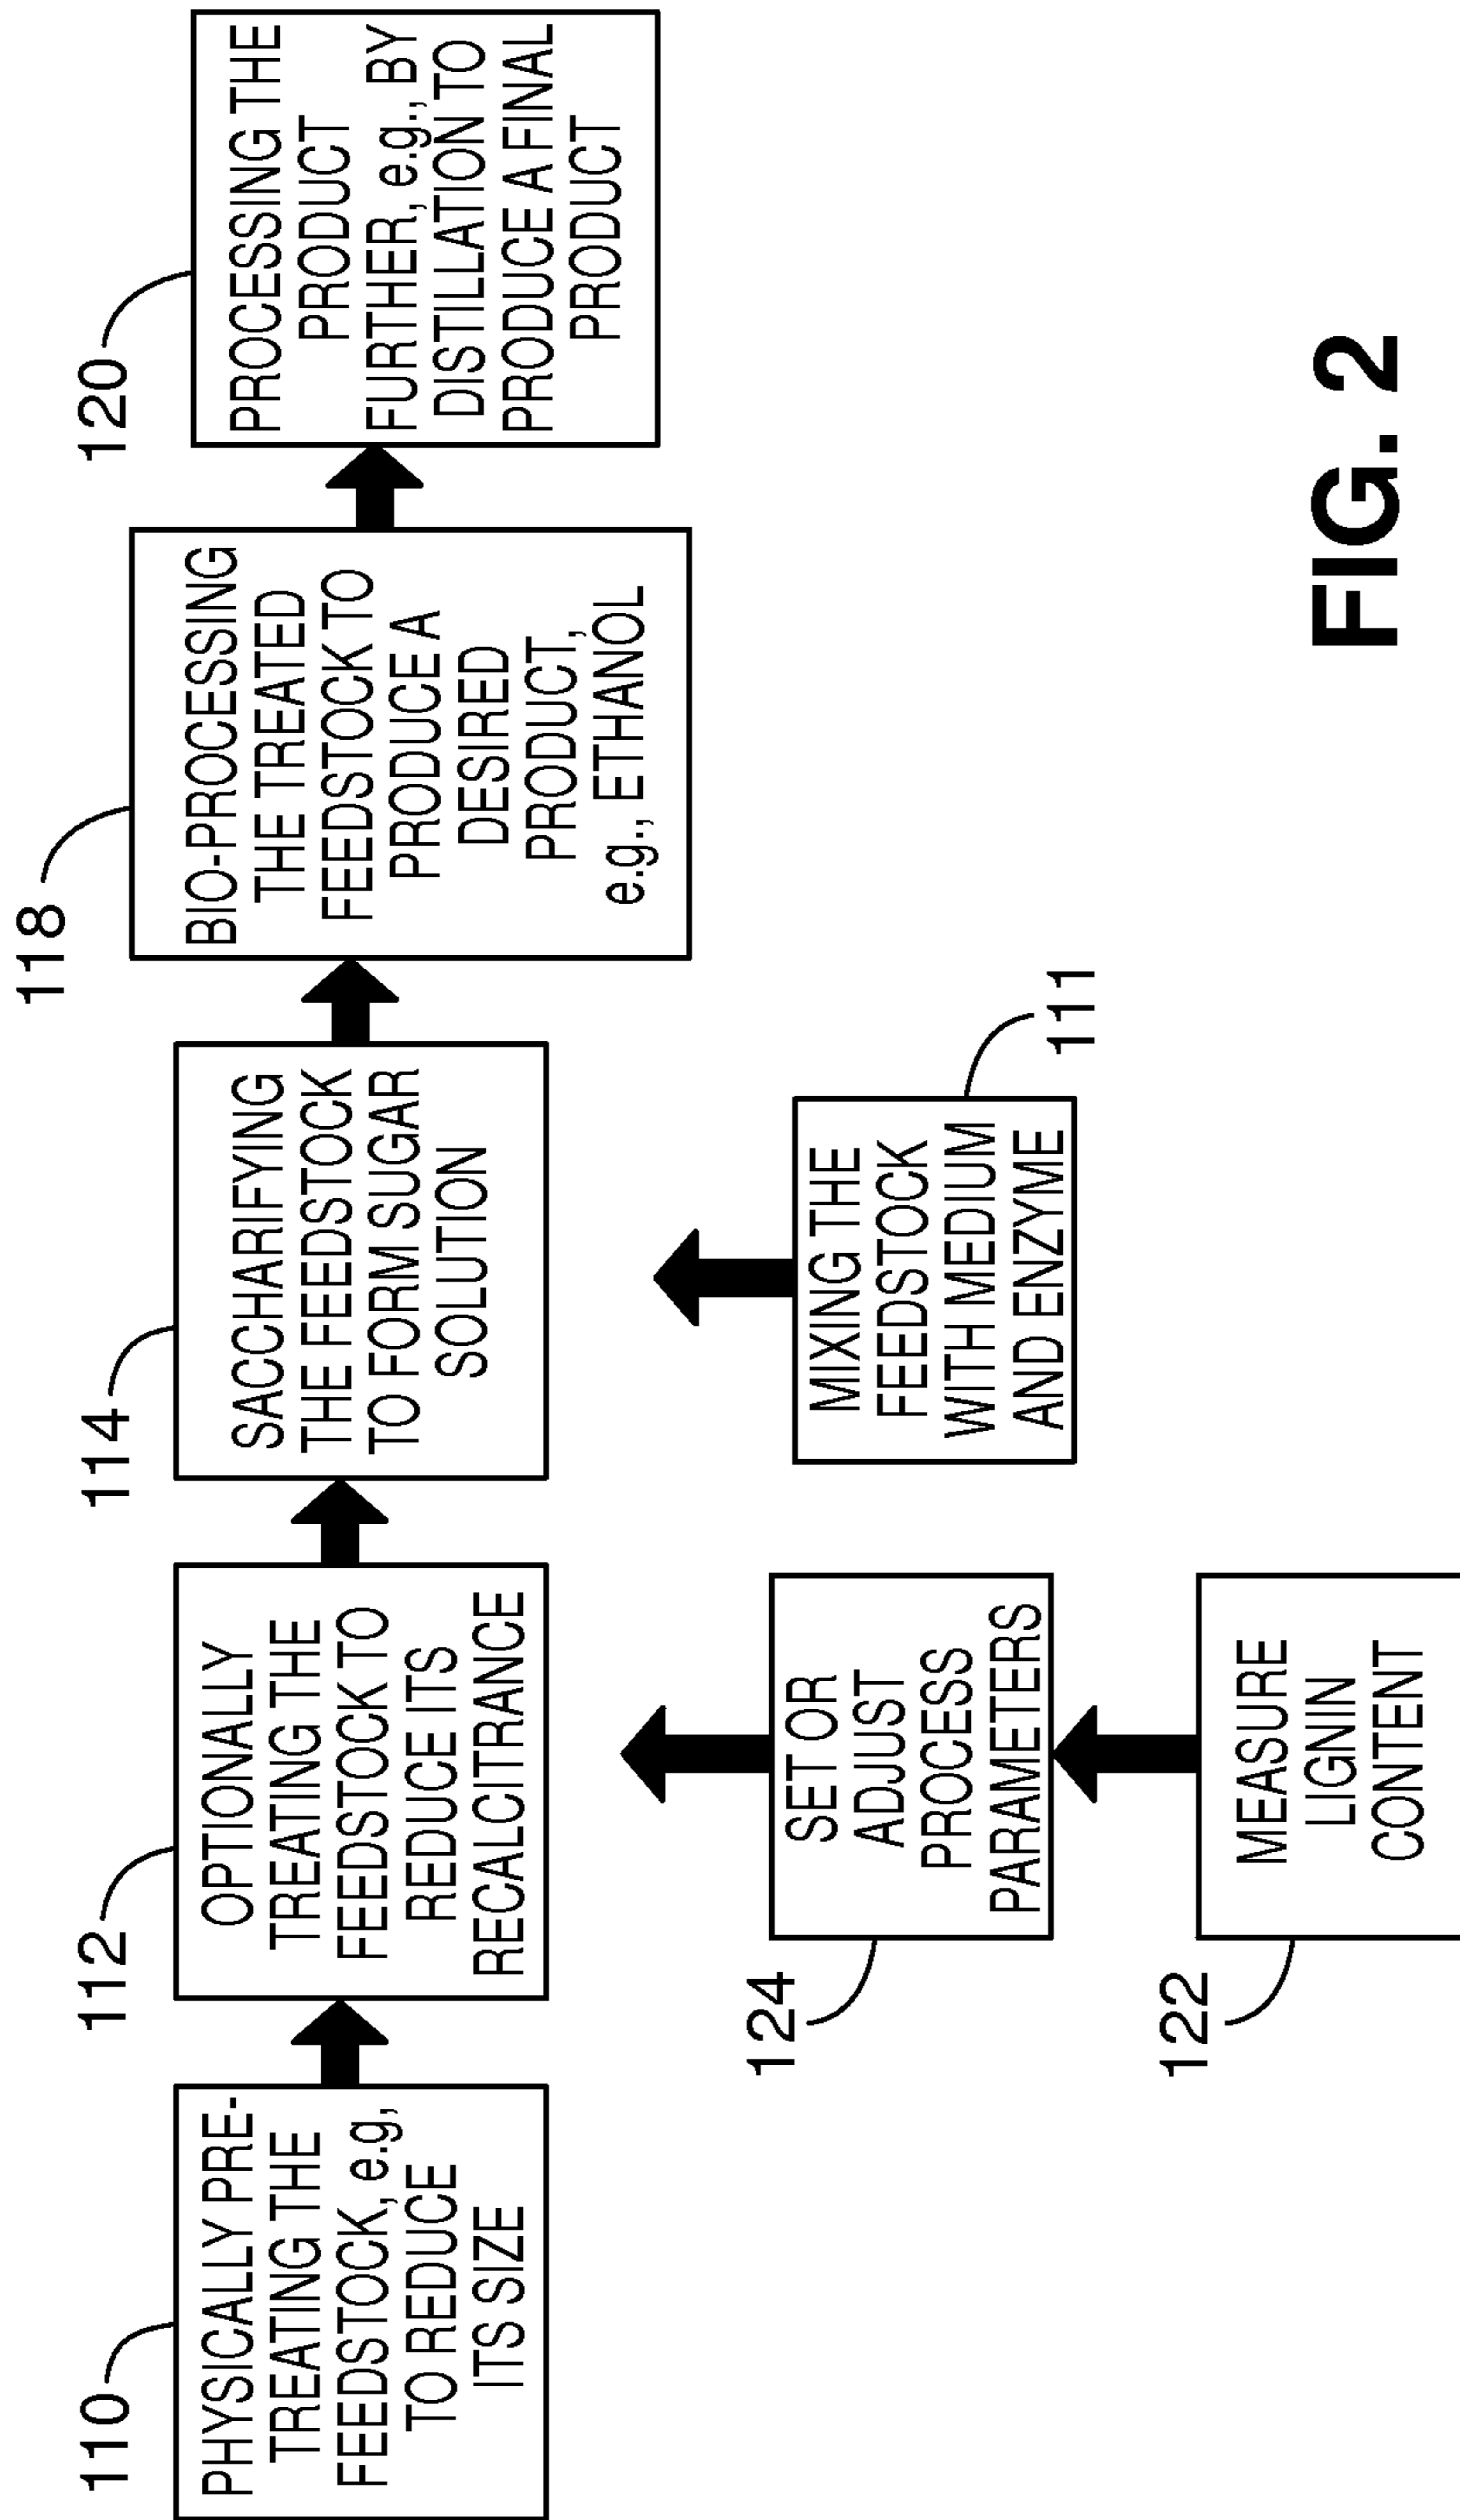 110
PHYSICALLY PRE-
TREATING THE
FEEDSTOCK, e.g,
TO REDUCE
ITS SIZE
112
OPTIONALLY
TREATING THE
FEEDSTOCK TO
REDUCE ITS
RECALCITRANCE
114
SACCHARIFYING
THE FEEDSTOCK
TO FORM SUGAR
SOLUTION
118
BIO-PROCESSING
THE TREATED
FEEDSTOCK TO
PRODUCE A
DESIRED
PRODUCT,
e.g., ETHANOL
120
PROCESSING THE
PRODUCT
FURTHER, e.g., BY
DISTILLATION TO
PRODUCE A FINAL
PRODUCT
124
SET OR
ADJUST
PROCESS
PARAMETERS
MIXING THE
FEEDSTOCK
WITH MEDIUM
AND ENZYME
111
122
MEASURE
LIGNIN
CONTENT
FIG. 2